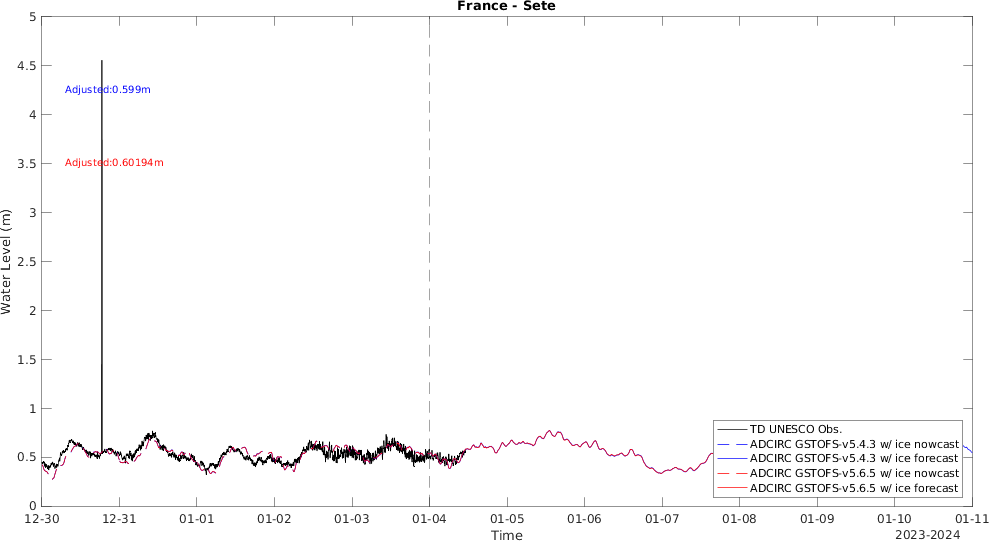 France - Sete
5
4.5
4
3.5
3
2.5
2
1.5
1
0.5
0
Water Level (m)
Adjusted:0.599m
Adjusted:0.60194m
TD UNESCO Obs.
ADCIRC GSTOFS-v5.4.3 w/ ice nowcast
ADCIRC GSTOFS-v5.4.3 w/ ice forecast
ADCIRC GSTOFS-v5.6.5 w/ ice nowcast
ADCIRC GSTOFS-v5.6.5 w/ ice forecast
12-30 12-31 01-01 01-02 01-03 01-04 01-05 01-06 01-07 01-08 01-09 01-10 01-11
Time
2023-2024